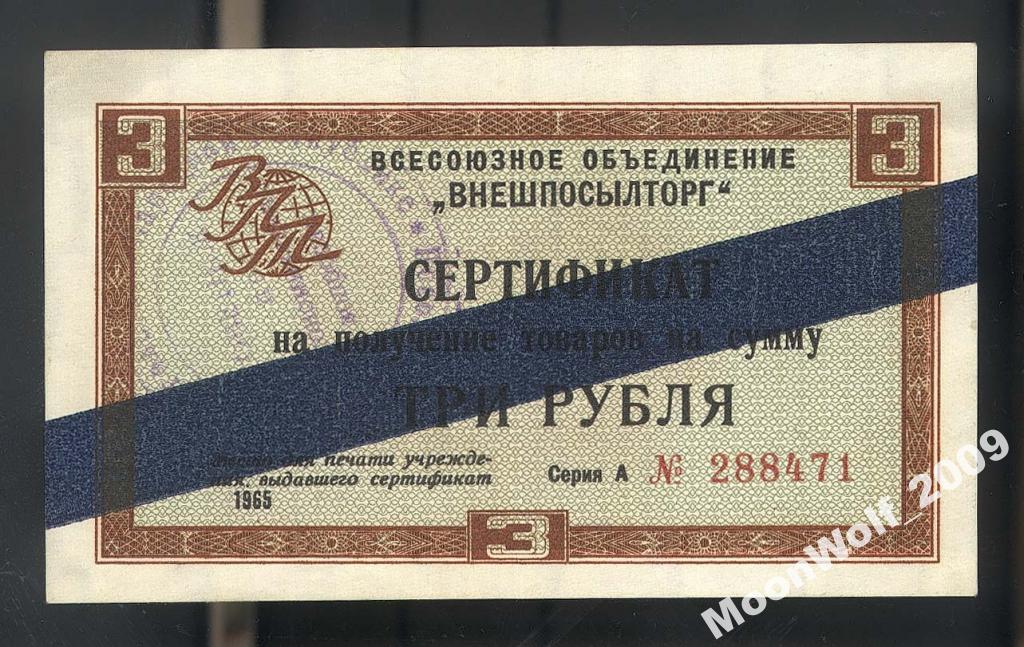 3 3
ВСЕСОЮЗНОЕ ОБЪЕДИНЕНИЕ
„ВНЕШПОСЫЛТОРГ“
ВПТ
СЕРТИФИКАТ
на получение товаров на сумму
ТРИ РУБЛЯ
Место для печати учрежде-
ния, выдавшего сертификат
1965
Серия А № 288471
3
MoonWolf_2009